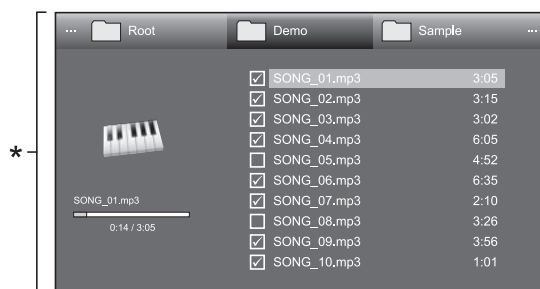 ... Root Demo Sample ...
SONG_01.mp3 3:05
SONG_02.mp3 3:15
SONG_03.mp3 3:02
SONG_04.mp3 6:05
SONG_05.mp3 4:52
SONG_06.mp3 6:35
SONG_07.mp3 2:10
SONG_08.mp3 3:26
SONG_09.mp3 3:56
SONG_10.mp3 1:01
*
SONG_01.mp3
0:14 / 3:05